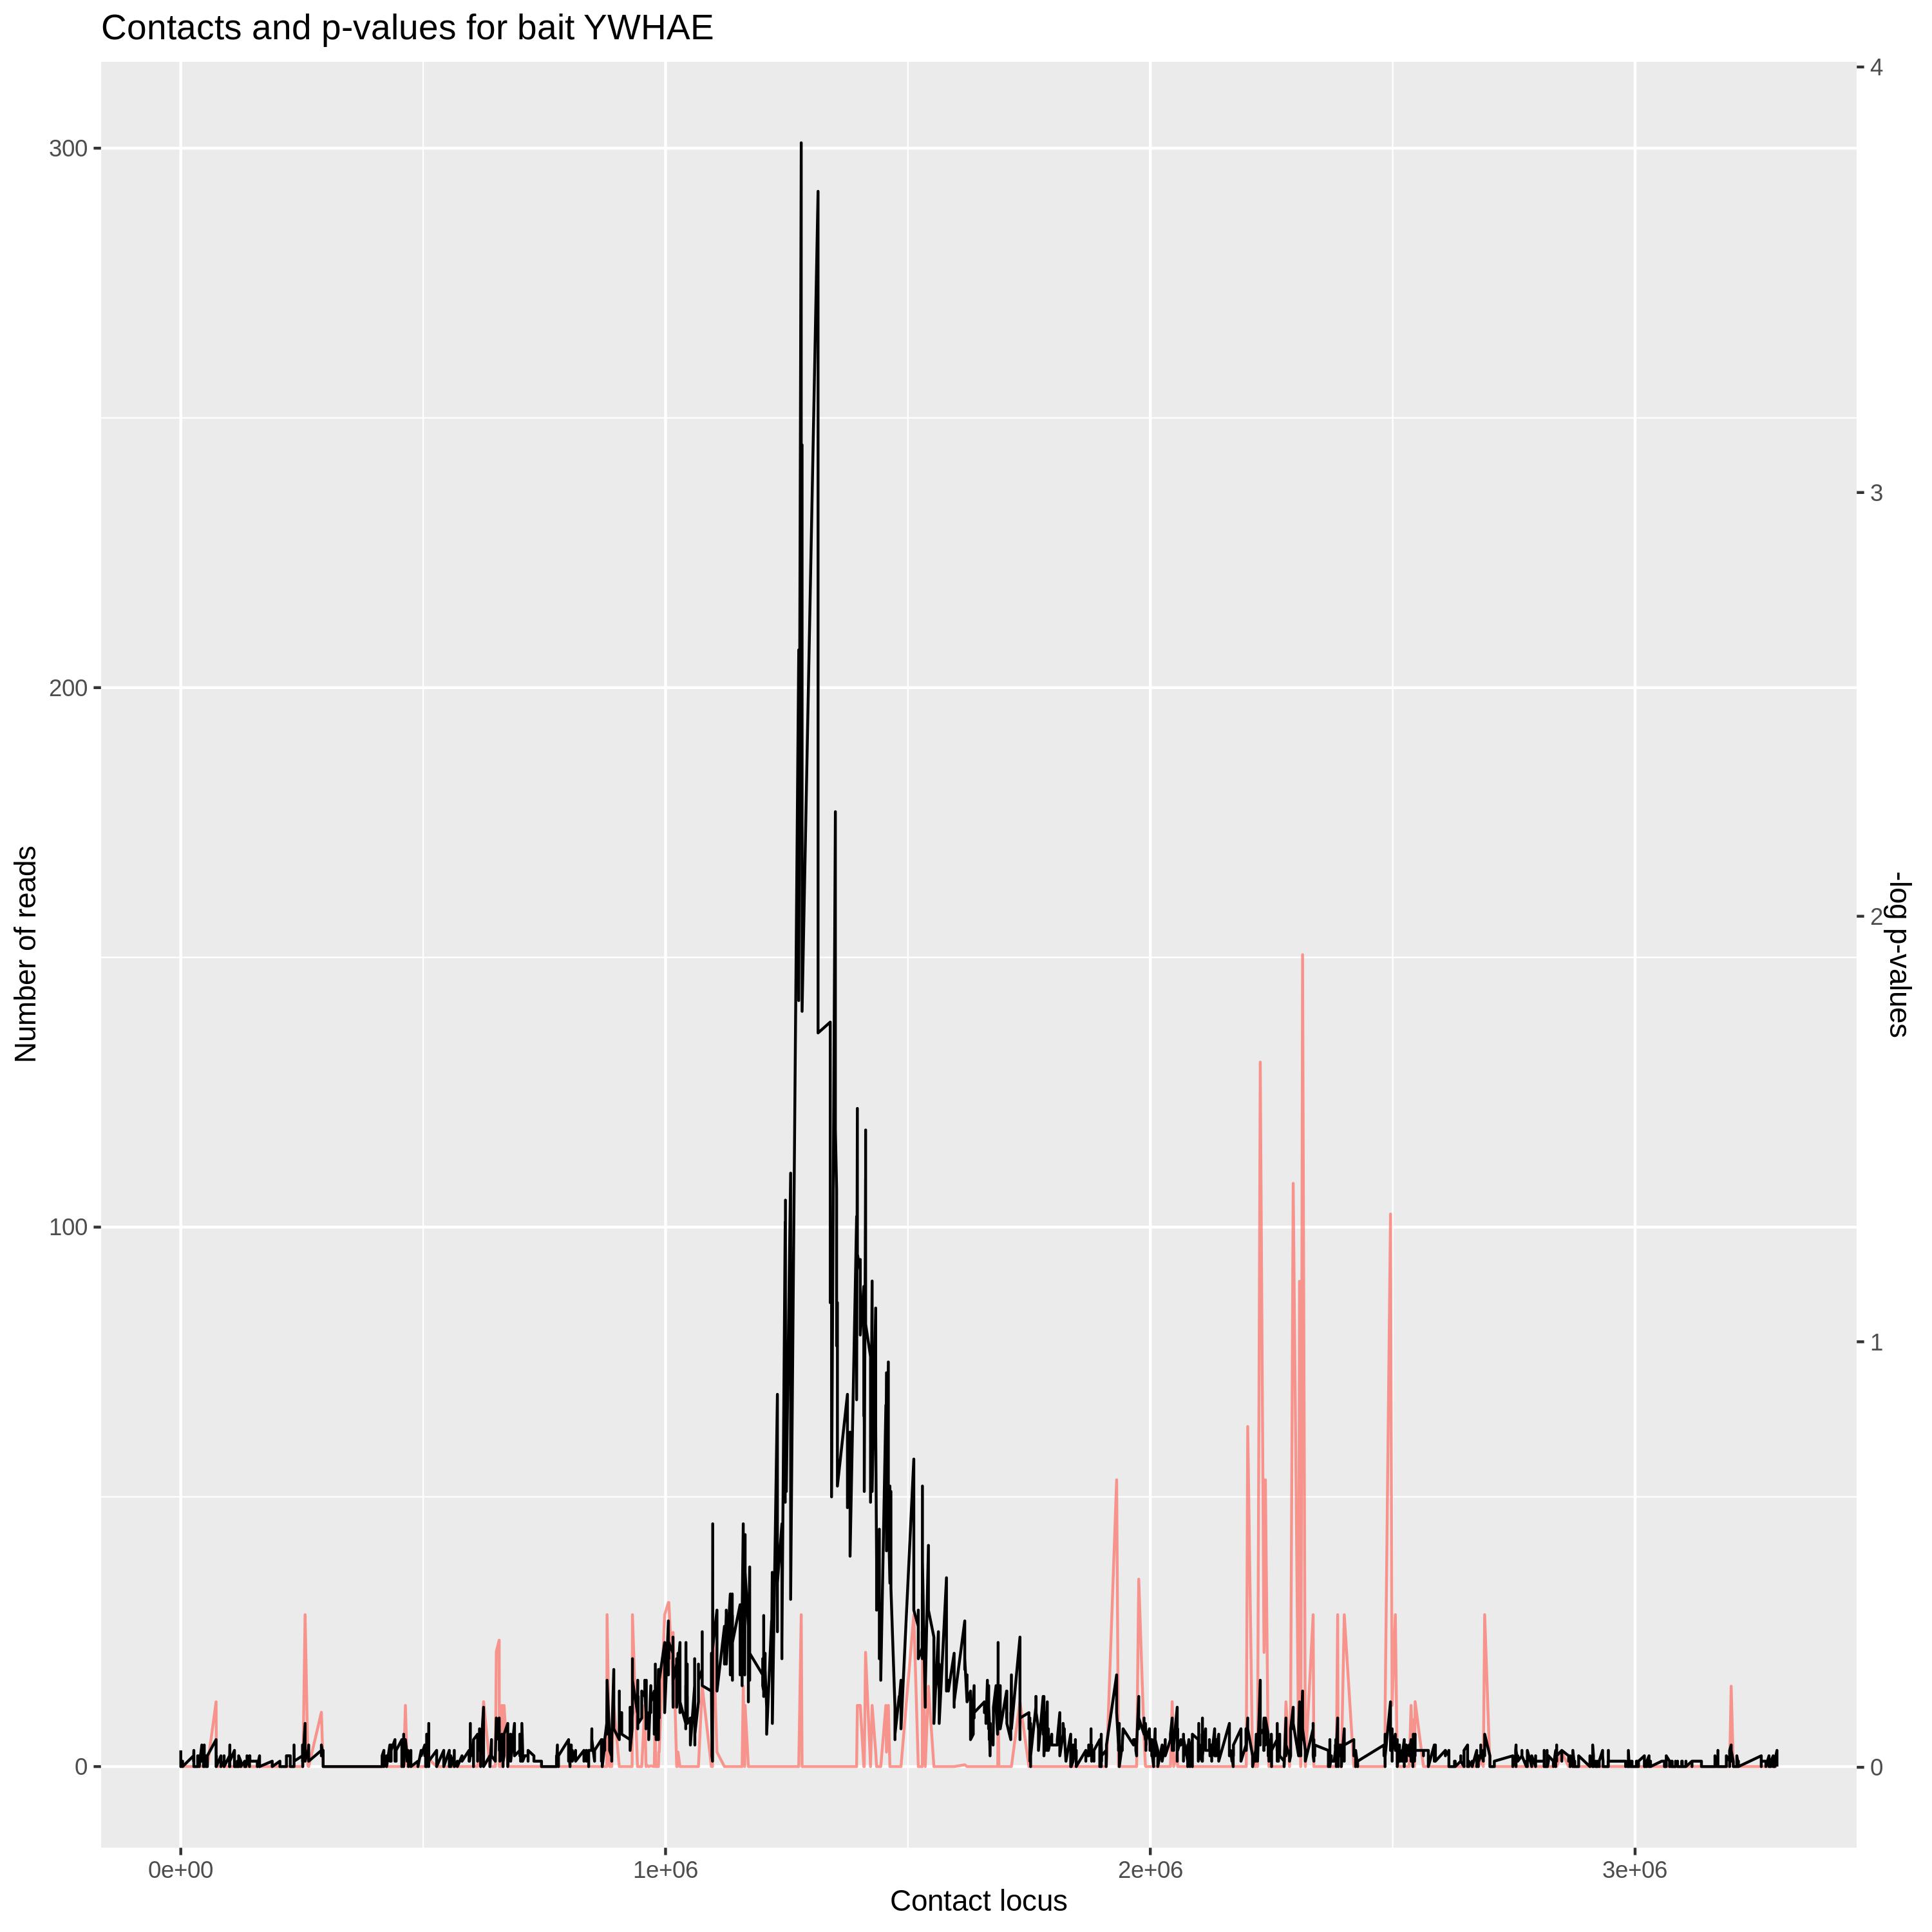 Contacts and p-values for bait YWHAE
300
200
100
0
Number of reads
4
3
2
1
0
-log p-values
0e+00
1e+06
2e+06
3e+06
Contact locus